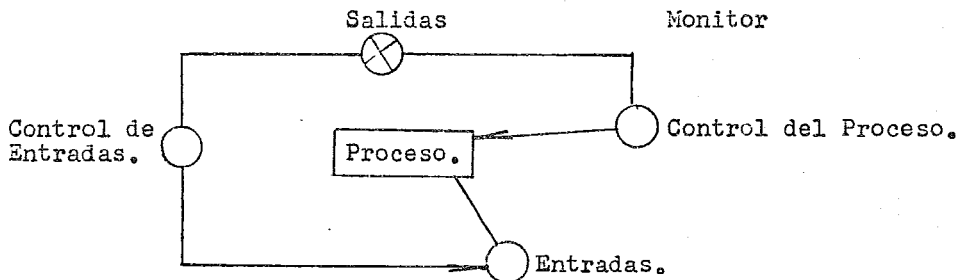 Salidas
Monitor
Control de
Entradas.
Proceso.
Control del Proceso.
Entradas.